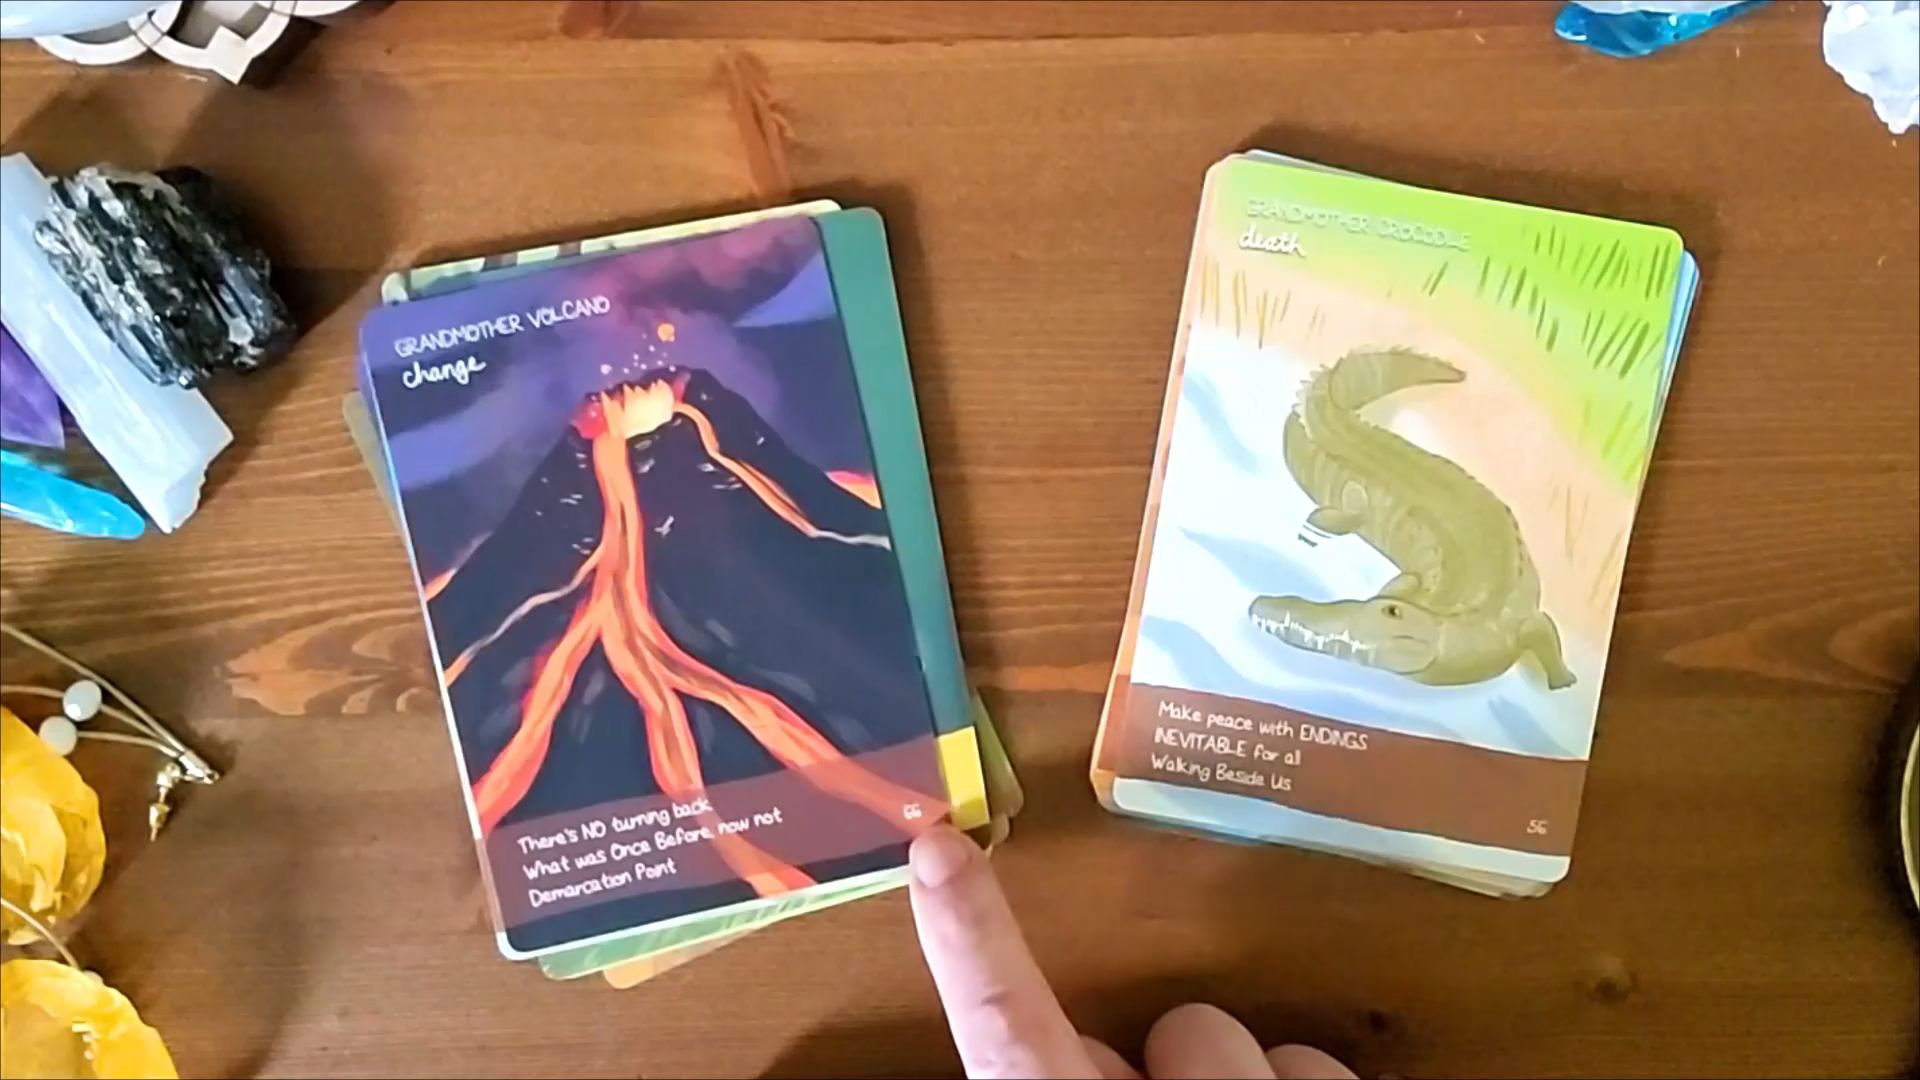 GRANDMOTHER VOLCANO
change
There's NO turning back
What was Once Before, now not
Demarcation Point
66
GRANDMOTHER CROCODILE
death
Make peace with ENDINGS
INEVITABLE for all
Walking Beside Us
56